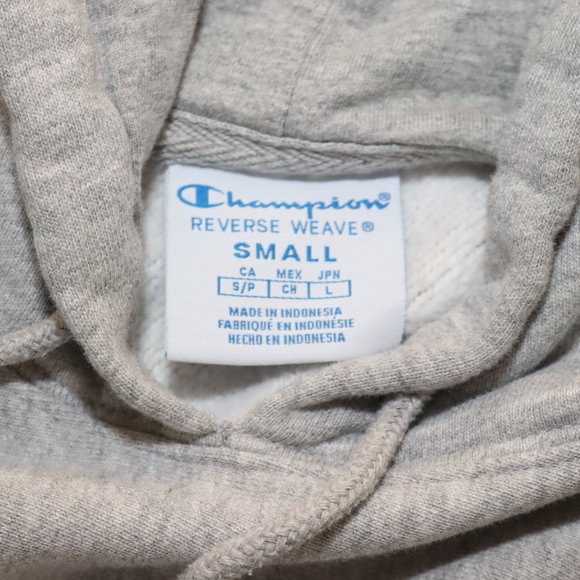 Champion®
REVERSE WEAVE®
SMALL
CA MEX JPN
S/P CH L
MADE IN INDONESIA
FABRIQUÉ EN INDONÉSIE
HECHO EN INDONESIA